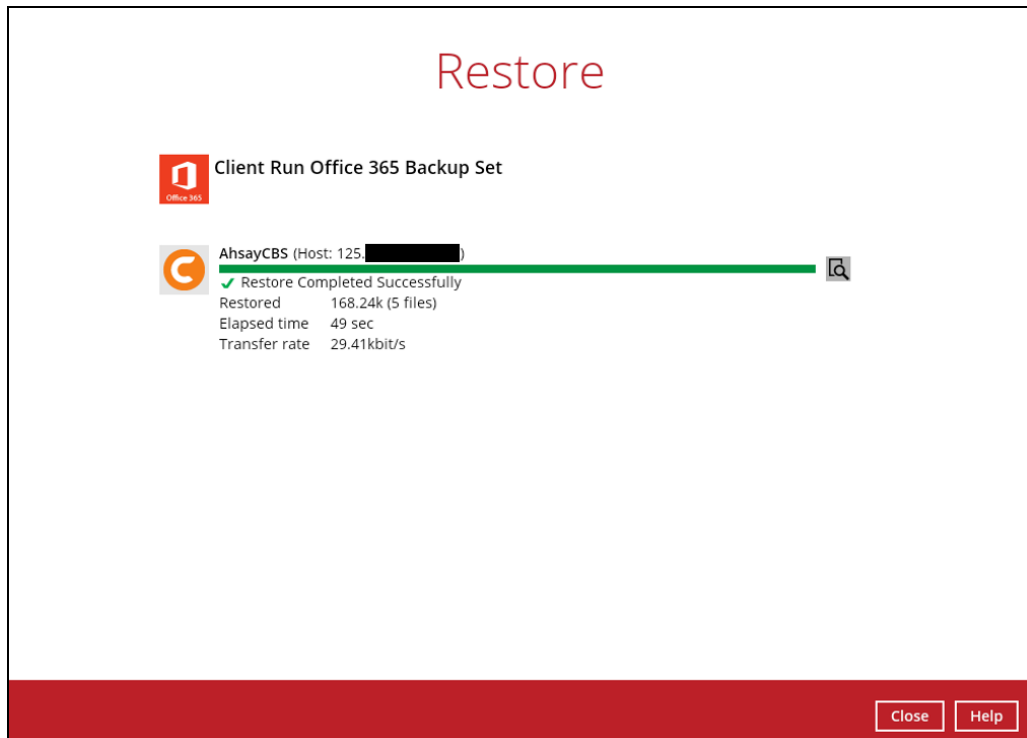 Restore
Client Run Office 365 Backup Set
Office 365
AhsayCBS (Host: 125.)
Restore Completed Successfully
Restored 168.24k (5 files)
Elapsed time 49 sec
Transfer rate 29.41kbit/s
Close Help